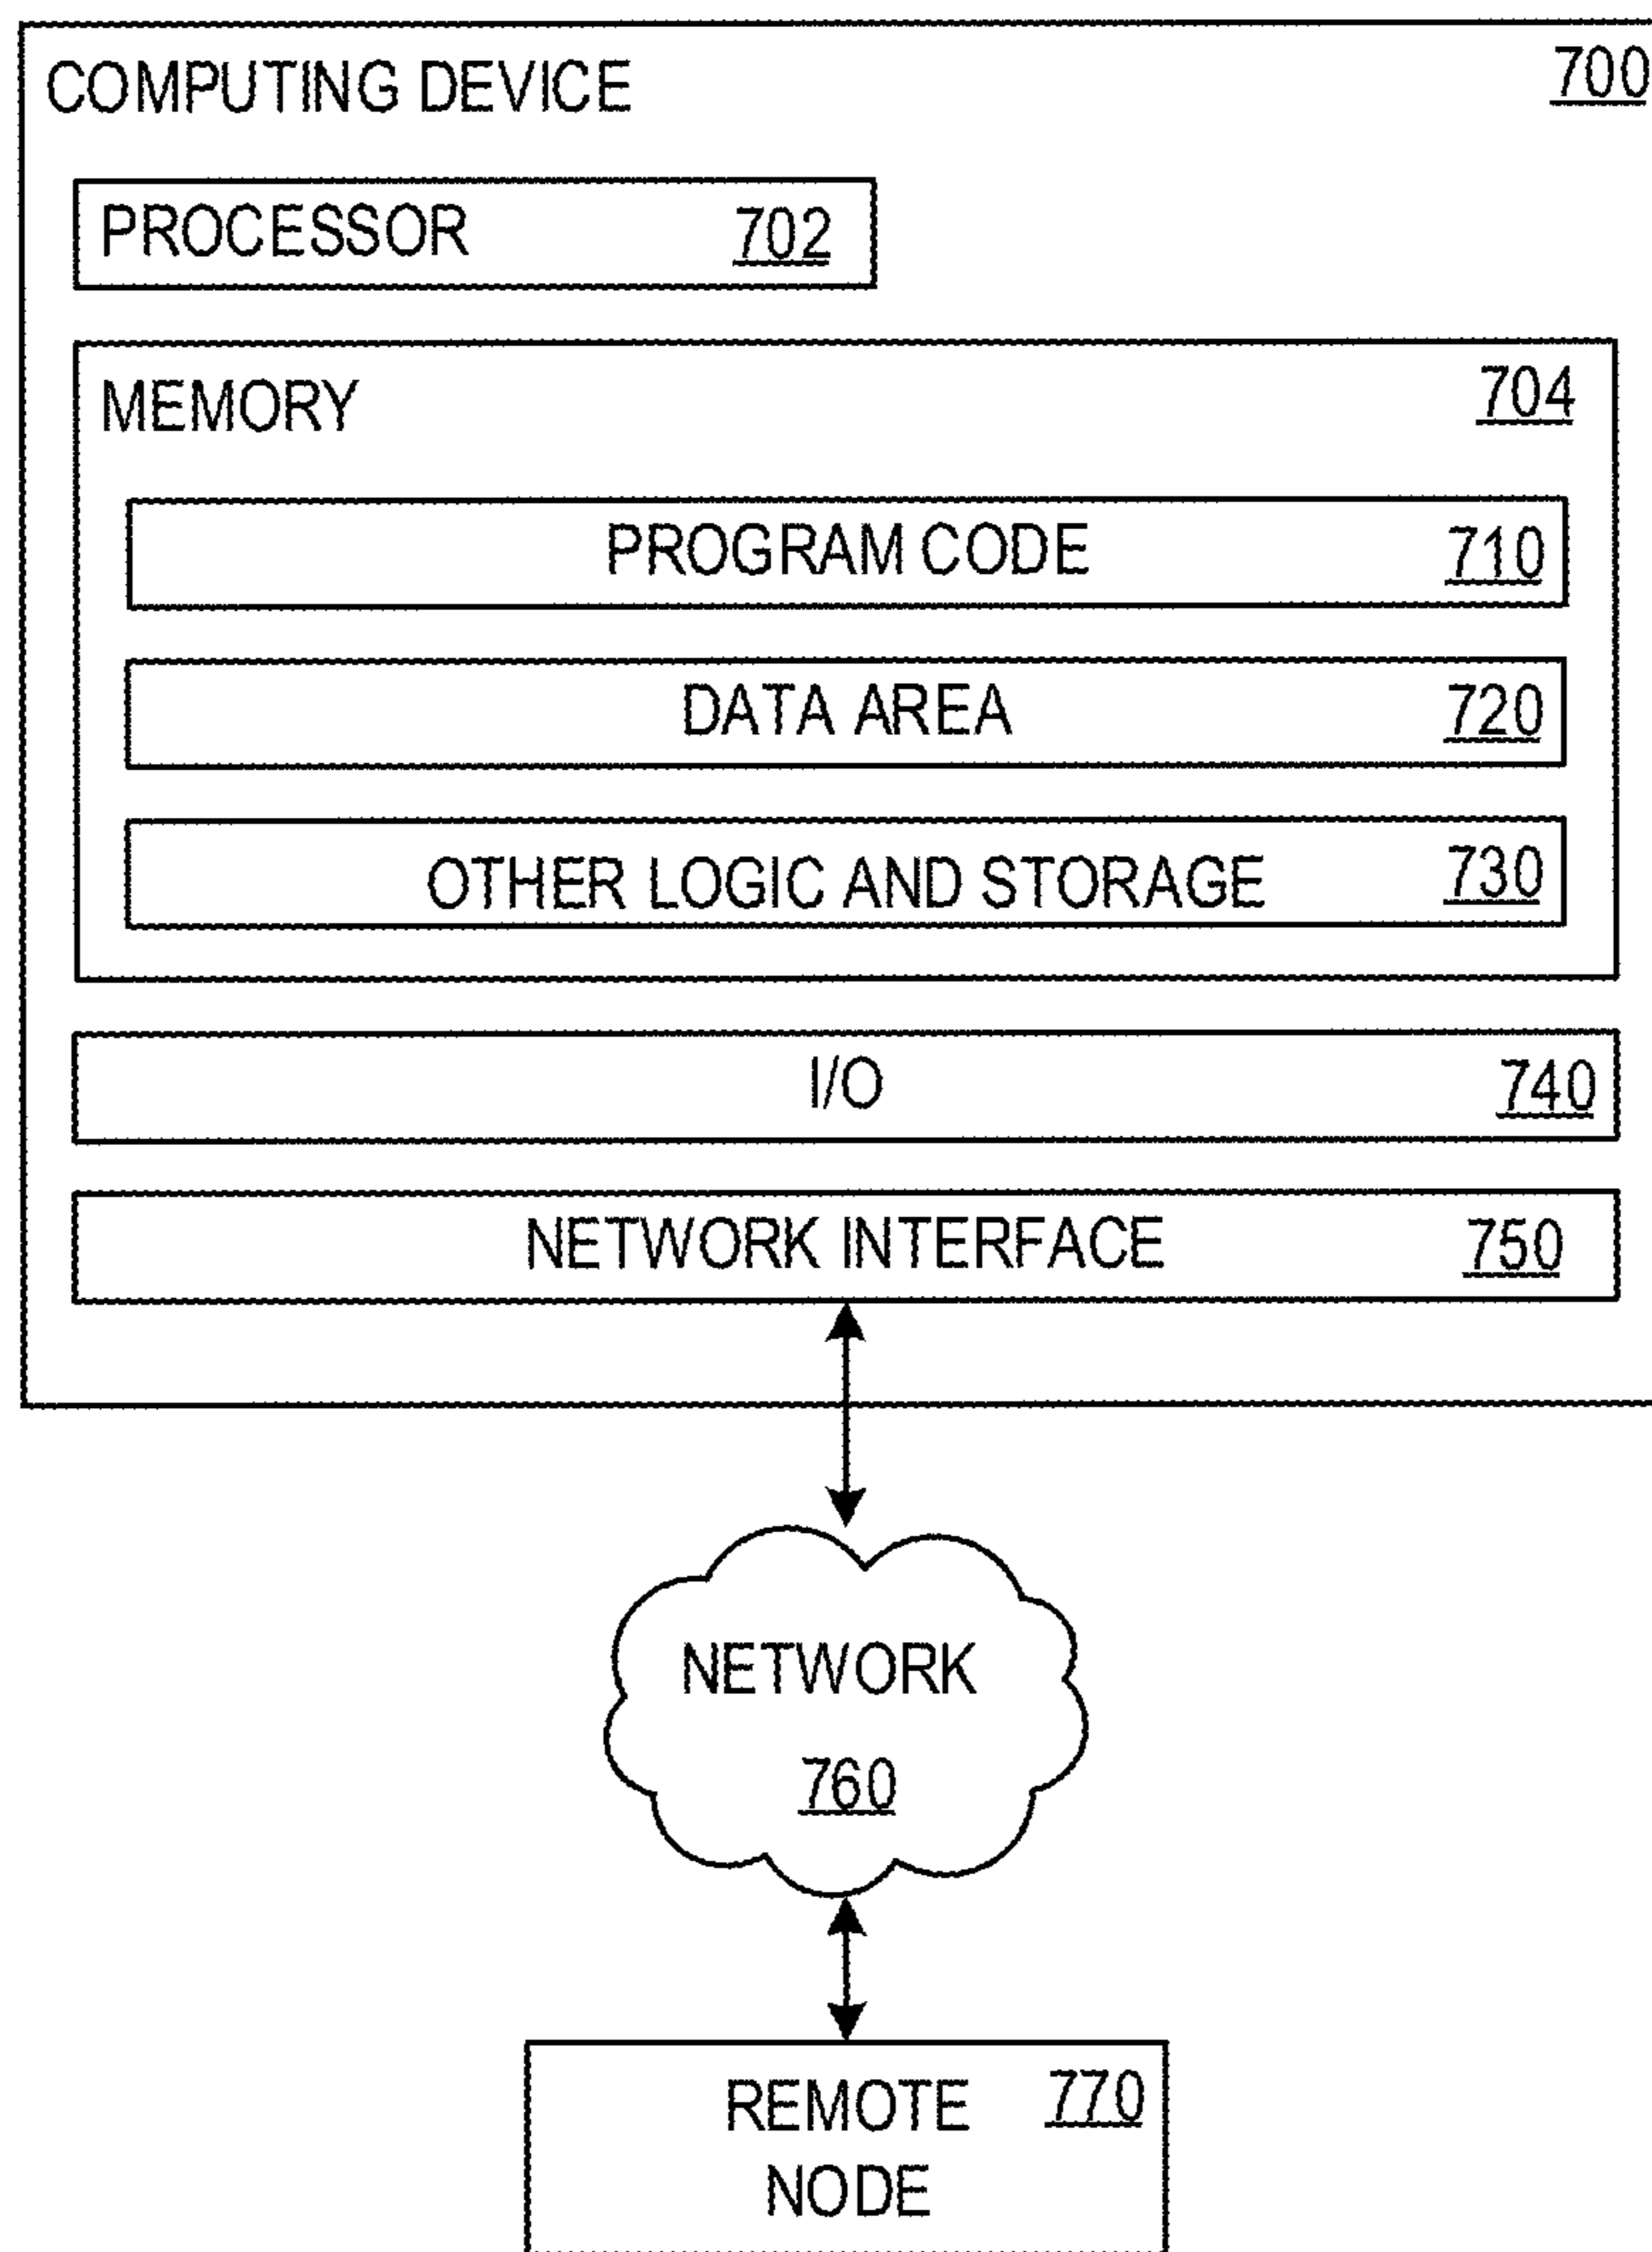 COMPUTING DEVICE 700
PROCESSOR 702
MEMORY 704
PROGRAM CODE 710
DATA AREA 720
OTHER LOGIC AND STORAGE 730
I/O 740
NETWORK INTERFACE 750
NETWORK
760
REMOTE 770
NODE